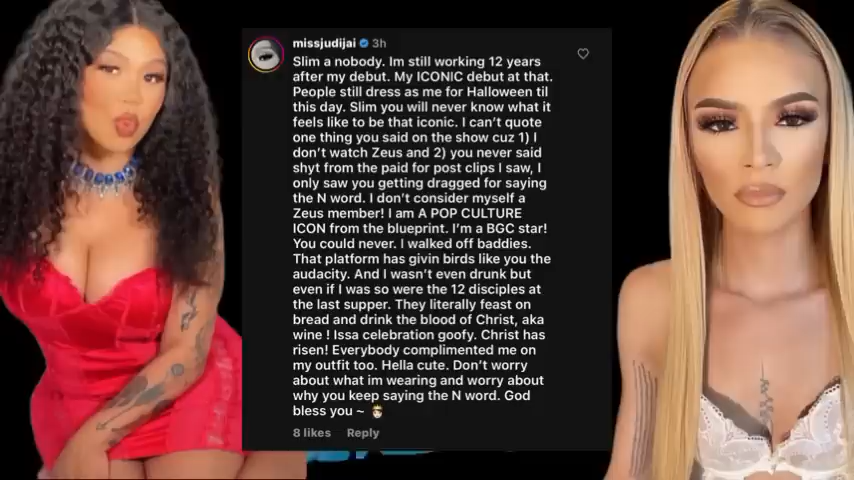 missjudijai 3h
Slim a nobody. Im still working 12 years
after my debut. My ICONIC debut at that.
People still dress as me for Halloween til
this day. Slim you will never know what it
feels like to be that iconic. I can't quote
one thing you said on the show cuz 1) I
don't watch Zeus and 2) you never said
shyt from the paid for post clips I saw, I
only saw you getting dragged for saying
the N word. I don't consider myself a
Zeus member! I am A POP CULTURE
ICON from the blueprint. I'm a BGC star!
You could never. I walked off baddies.
That platform has givin birds like you the
audacity. And I wasn't even drunk but
even if I was so were the 12 disciples at
the last supper. They literally feast on
bread and drink the blood of Christ, aka
wine ! Issa celebration goofy. Christ has
risen! Everybody complimented me on
my outfit too. Hella cute. Don't worry
about what im wearing and worry about
why you keep saying the N word. God
bless you ~ 🤴🏻
8 likes Reply